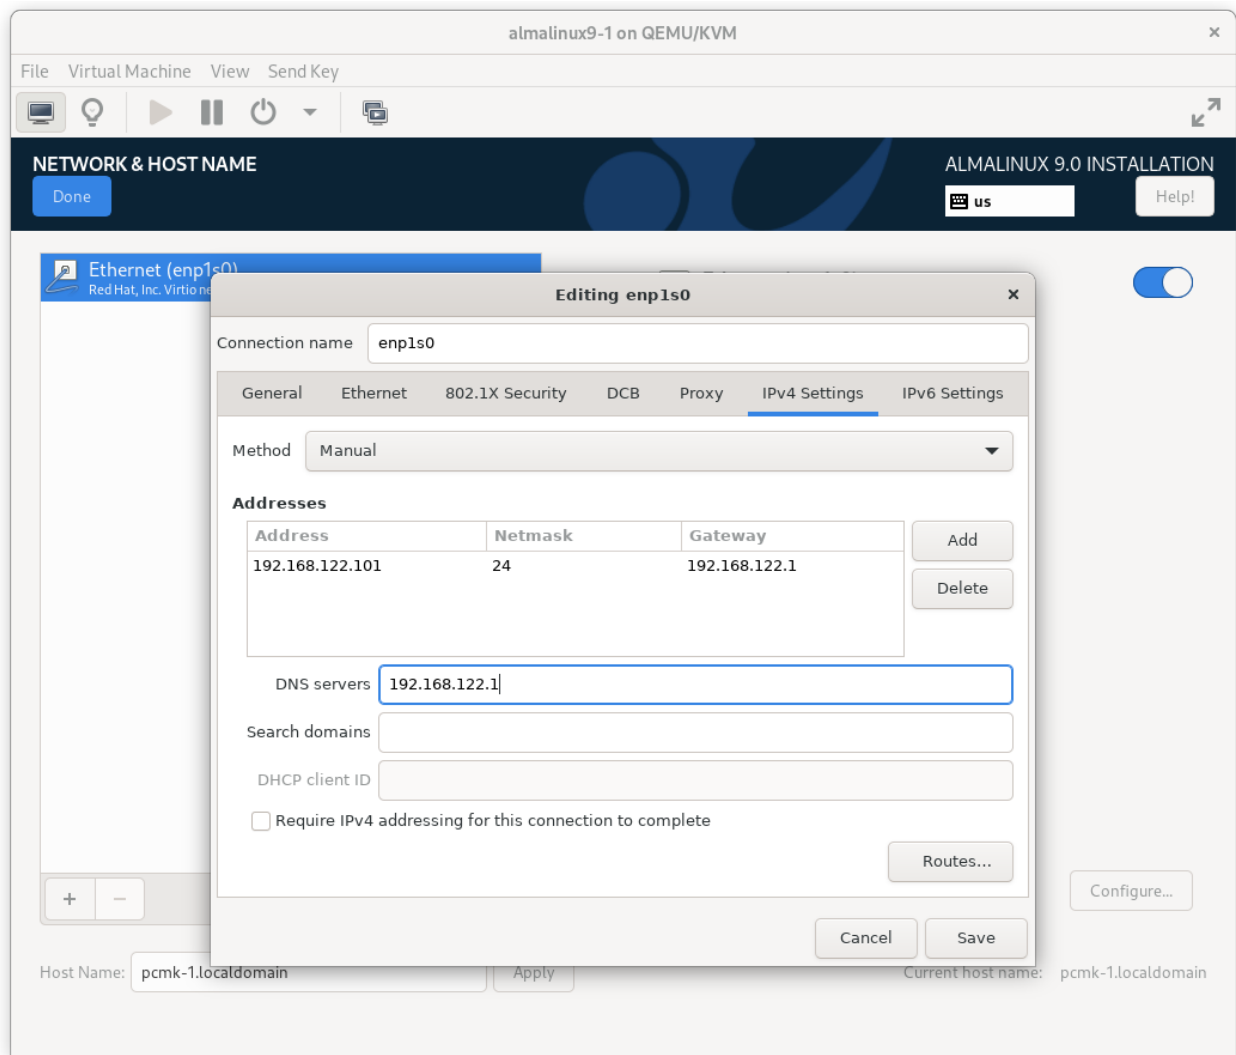 almalinux9-1 on QEMU/KVM
File Virtual Machine View Send Key
NETWORK & HOST NAME
ALMALINUX 9.0 INSTALLATION
Done
us
Help!
Ethernet (enp1s0)
Red Hat, Inc. Virtio ne
Editing enp1s0
Connection name enp1s0
General Ethernet 802.1X Security DCB Proxy IPv4 Settings IPv6 Settings
Method Manual
Addresses
Address Netmask Gateway
192.168.122.101 24 192.168.122.1
Add
Delete
DNS servers 192.168.122.1
Search domains
DHCP client ID
Require IPv4 addressing for this connection to complete
Routes...
Configure...
Cancel Save
Host Name: pcmk-1.localdomain Apply Current host name: pcmk-1.localdomain